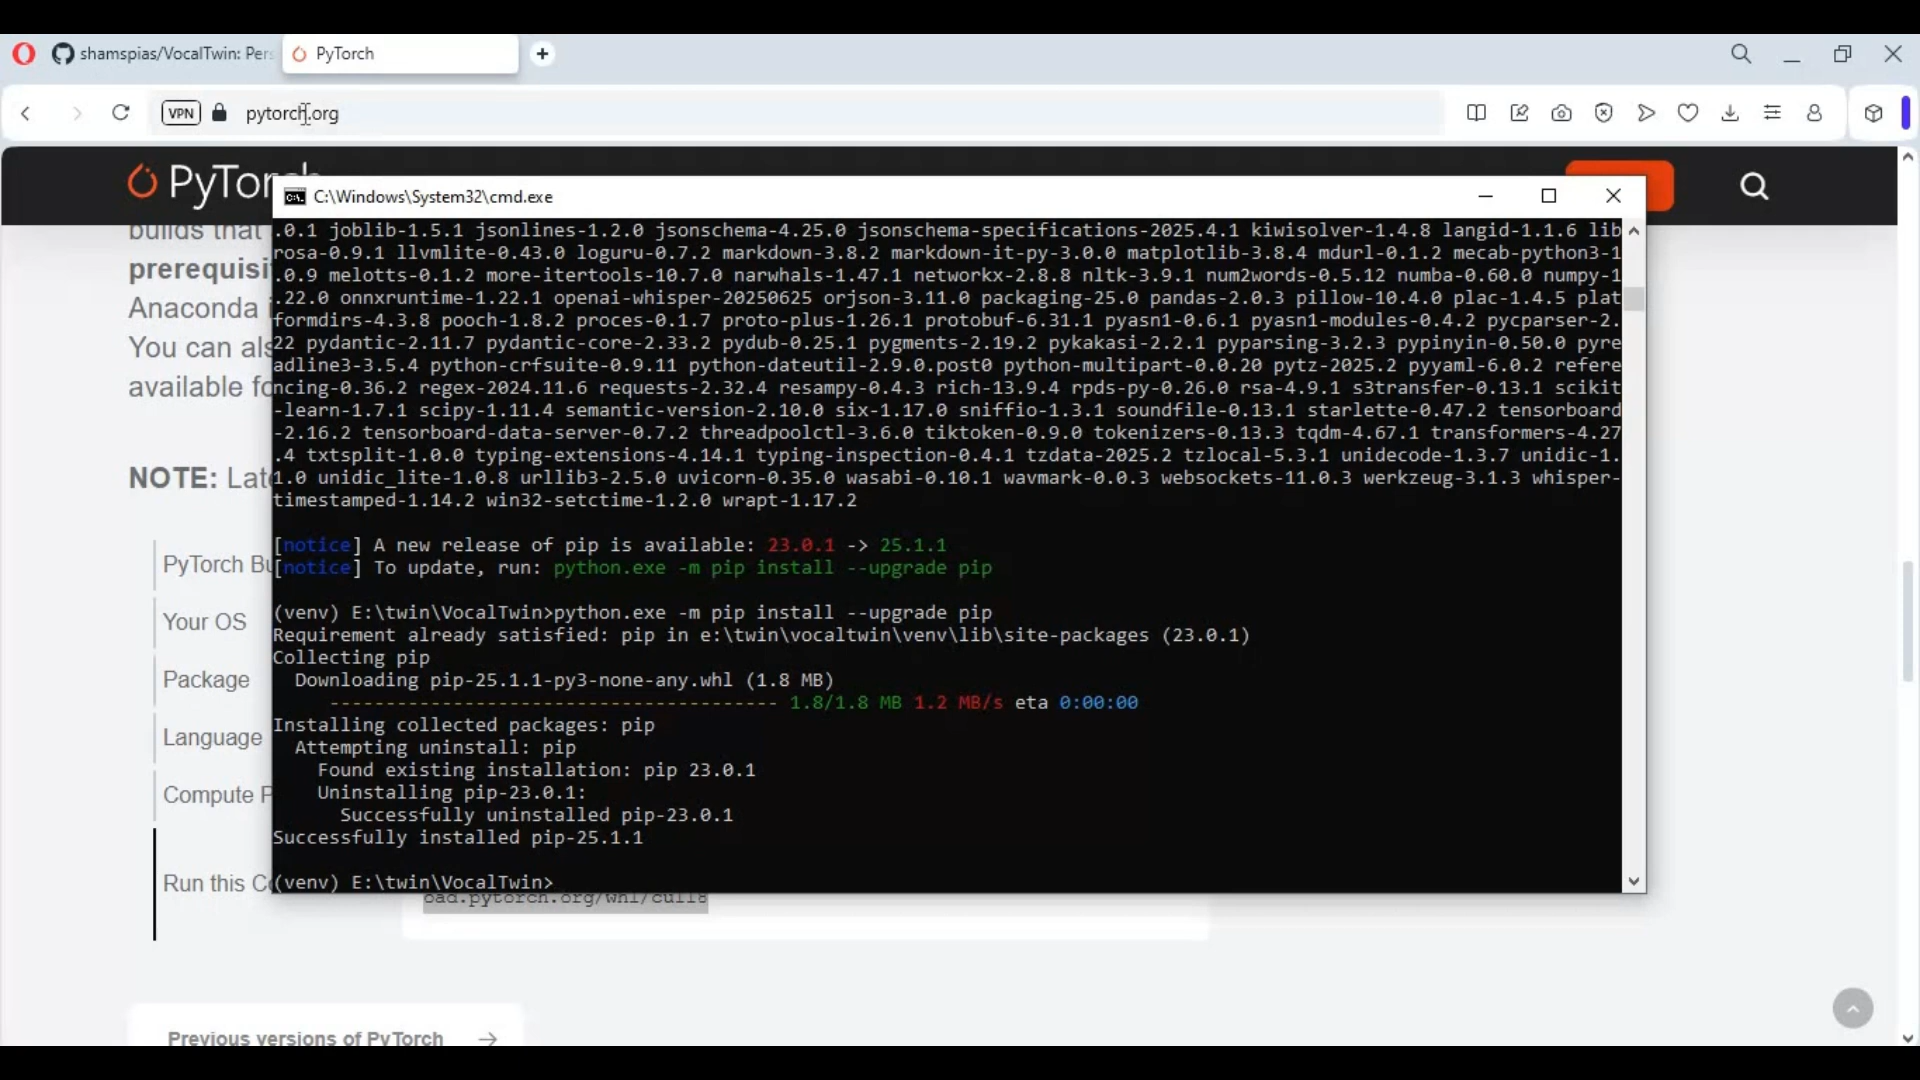 shamspias/VocalTwin: Pers
PyTorch
VPN
pytorch.org
PyTor
builds that
prerequisi
Anaconda i
You can als
available fo
NOTE: Late
PyTorch Bu
Your OS
Package
Language
Compute P
Run this Co
C:\Windows\System32\cmd.exe
.0.1 joblib-1.5.1 jsonlines-1.2.0 jsonschema-4.25.0 jsonschema-specifications-2025.4.1 kiwisolver-1.4.8 langid-1.1.6 lib
rosa-0.9.1 llvmlite-0.43.0 loguru-0.7.2 markdown-3.8.2 markdown-it-py-3.0.0 matplotlib-3.8.4 mdurl-0.1.2 mecab-python3-1
.0.9 melotts-0.1.2 more-itertools-10.7.0 narwhals-1.47.1 networkx-2.8.8 nltk-3.9.1 num2words-0.5.12 numba-0.60.0 numpy-1
.22.0 onnxruntime-1.22.1 openai-whisper-20250625 orjson-3.11.0 packaging-25.0 pandas-2.0.3 pillow-10.4.0 plac-1.4.5 plat
formdirs-4.3.8 pooch-1.8.2 proces-0.1.7 proto-plus-1.26.1 protobuf-6.31.1 pyasn1-0.6.1 pyasn1-modules-0.4.2 pycparser-2.
22 pydantic-2.11.7 pydantic-core-2.33.2 pydub-0.25.1 pygments-2.19.2 pykakasi-2.2.1 pyparsing-3.2.3 pypinyin-0.50.0 pyre
adline3-3.5.4 python-crfsuite-0.9.11 python-dateutil-2.9.0.post0 python-multipart-0.0.20 pytz-2025.2 pyyaml-6.0.2 refere
ncing-0.36.2 regex-2024.11.6 requests-2.32.4 resampy-0.4.3 rich-13.9.4 rpds-py-0.26.0 rsa-4.9.1 s3transfer-0.13.1 scikit
-learn-1.7.1 scipy-1.11.4 semantic-version-2.10.0 six-1.17.0 sniffio-1.3.1 soundfile-0.13.1 starlette-0.47.2 tensorboard
-2.16.2 tensorboard-data-server-0.7.2 threadpoolctl-3.6.0 tiktoken-0.9.0 tokenizers-0.13.3 tqdm-4.67.1 transformers-4.27
.4 txtsplit-1.0.0 typing-extensions-4.14.1 typing-inspection-0.4.1 tzdata-2025.2 tzlocal-5.3.1 unidecode-1.3.7 unidic-1.
1.0 unidic_lite-1.0.8 urllib3-2.5.0 uvicorn-0.35.0 wasabi-0.10.1 wavmark-0.0.3 websockets-11.0.3 werkzeug-3.1.3 whisper-
timestamped-1.14.2 win32-setctime-1.2.0 wrapt-1.17.2
[notice] A new release of pip is available: 23.0.1 -> 25.1.1
[notice] To update, run: python.exe -m pip install --upgrade pip
(venv) E:\twin\VocalTwin>python.exe -m pip install --upgrade pip
Requirement already satisfied: pip in e:\twin\vocaltwin\venv\lib\site-packages (23.0.1)
Collecting pip
Downloading pip-25.1.1-py3-none-any.whl (1.8 MB)
---------------------------------------- 1.8/1.8 MB 1.2 MB/s eta 0:00:00
Installing collected packages: pip
Attempting uninstall: pip
Found existing installation: pip 23.0.1
Uninstalling pip-23.0.1:
Successfully uninstalled pip-23.0.1
Successfully installed pip-25.1.1
(venv) E:\twin\VocalTwin>
oad.pytorch.org/whl/cu118
Previous versions of PyTorch